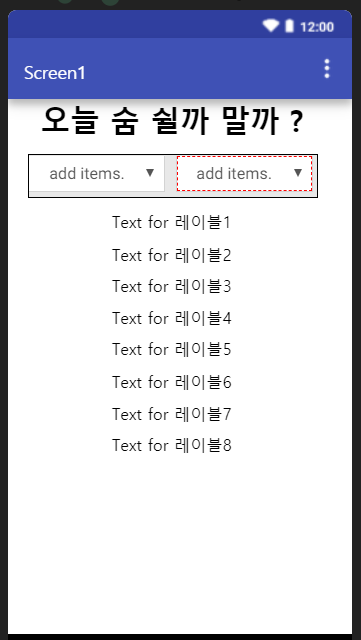 12:00
Screen1
오늘 숨 쉴까 말까 ?
add items. add items.
Text for 레이블1
Text for 레이블2
Text for 레이블3
Text for 레이블4
Text for 레이블5
Text for 레이블6
Text for 레이블7
Text for 레이블8